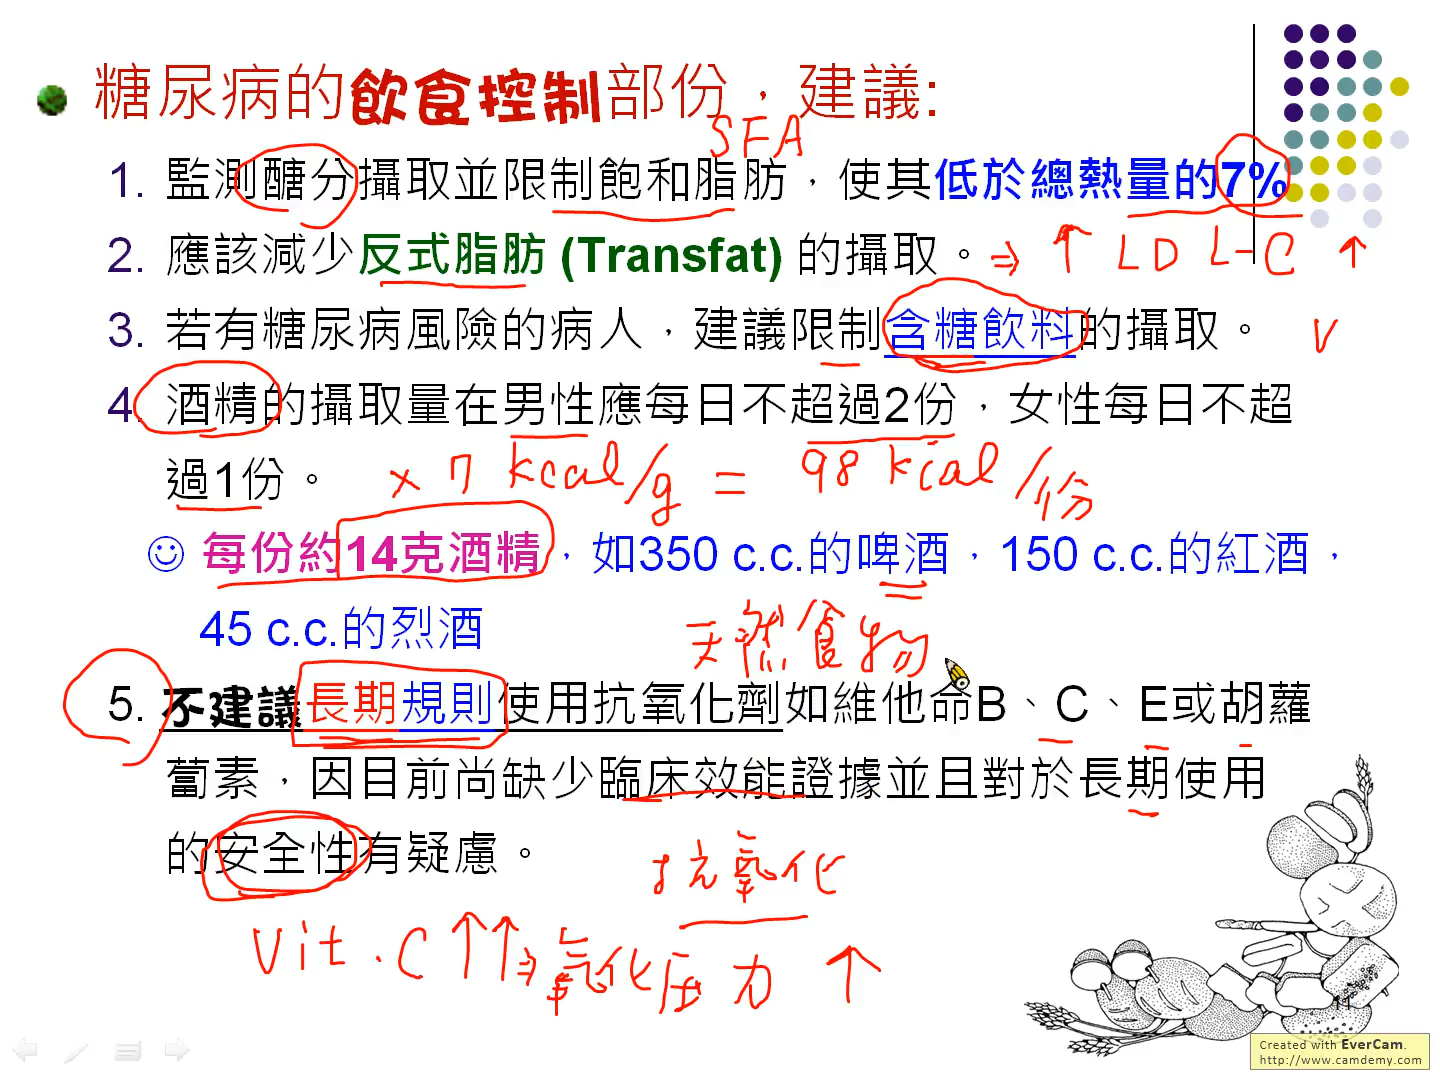 糖尿病的飲食控制部份，建議:
SFA
1. 監測醣分攝取並限制飽和脂肪，使其低於總熱量的7%
2. 應該減少反式脂肪 (Transfat) 的攝取。⇒ ↑ LDL-C ↑
3. 若有糖尿病風險的病人，建議限制含糖飲料的攝取。 V
4. 酒精的攝取量在男性應每日不超過2份，女性每日不超
過1份。 × 7 kcal/g = 98 kcal/份
☺ 每份約14克酒精，如350 c.c.的啤酒，150 c.c.的紅酒，
45 c.c.的烈酒
天然食物
5. 不建議長期規則使用抗氧化劑如維他命B、C、E或胡蘿
蔔素，因目前尚缺少臨床效能證據並且對於長期使用
的安全性有疑慮。
抗氧化
Vit.C ↑↑⇒氧化壓力 ↑
Created with EverCam.
http://www.camdemy.com